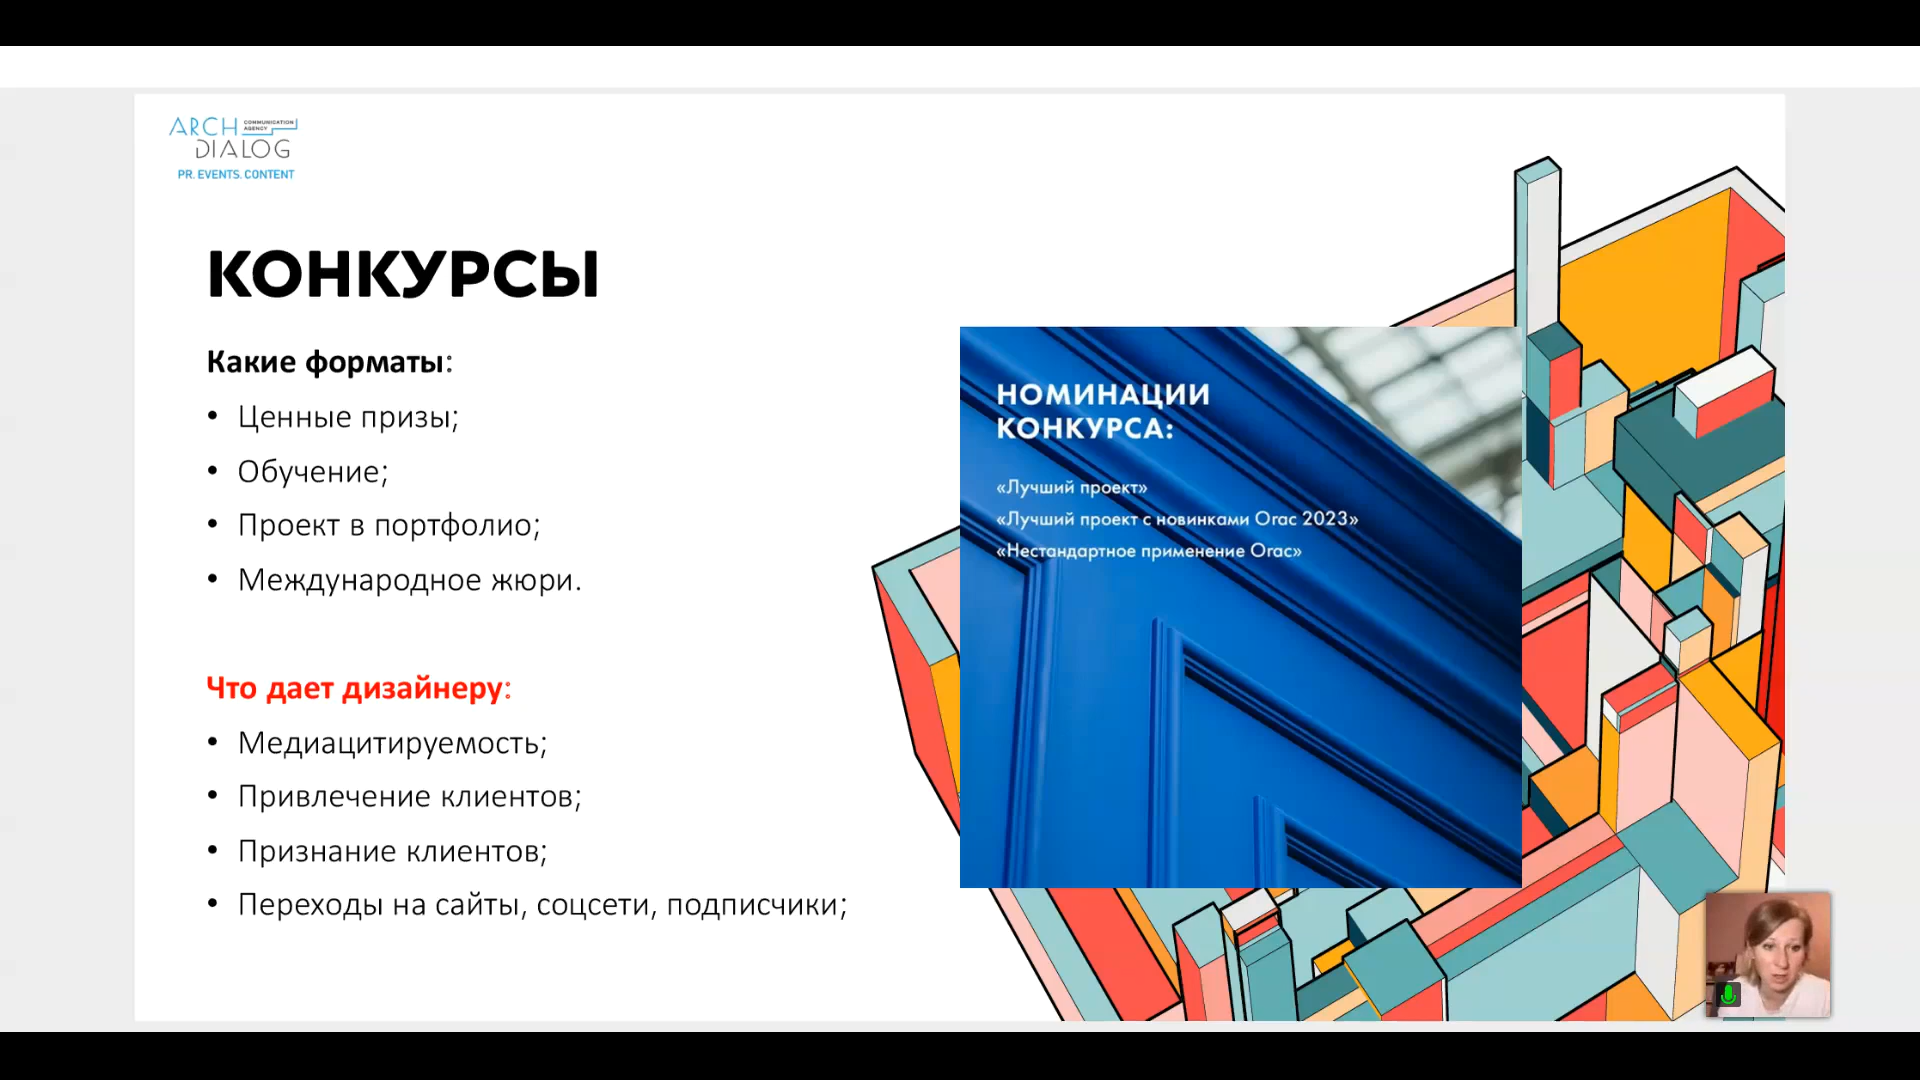 ARCH COMMUNICATION AGENCY
DIALOG
PR. EVENTS. CONTENT
КОНКУРСЫ
Какие форматы:
• Ценные призы;
• Обучение;
• Проект в портфолио;
• Международное жюри.
Что дает дизайнеру:
• Медиацитируемость;
• Привлечение клиентов;
• Признание клиентов;
• Переходы на сайты, соцсети, подписчики;
НОМИНАЦИИ
КОНКУРСА:
«Лучший проект»
«Лучший проект с новинками Orac 2023»
«Нестандартное применение Orac»